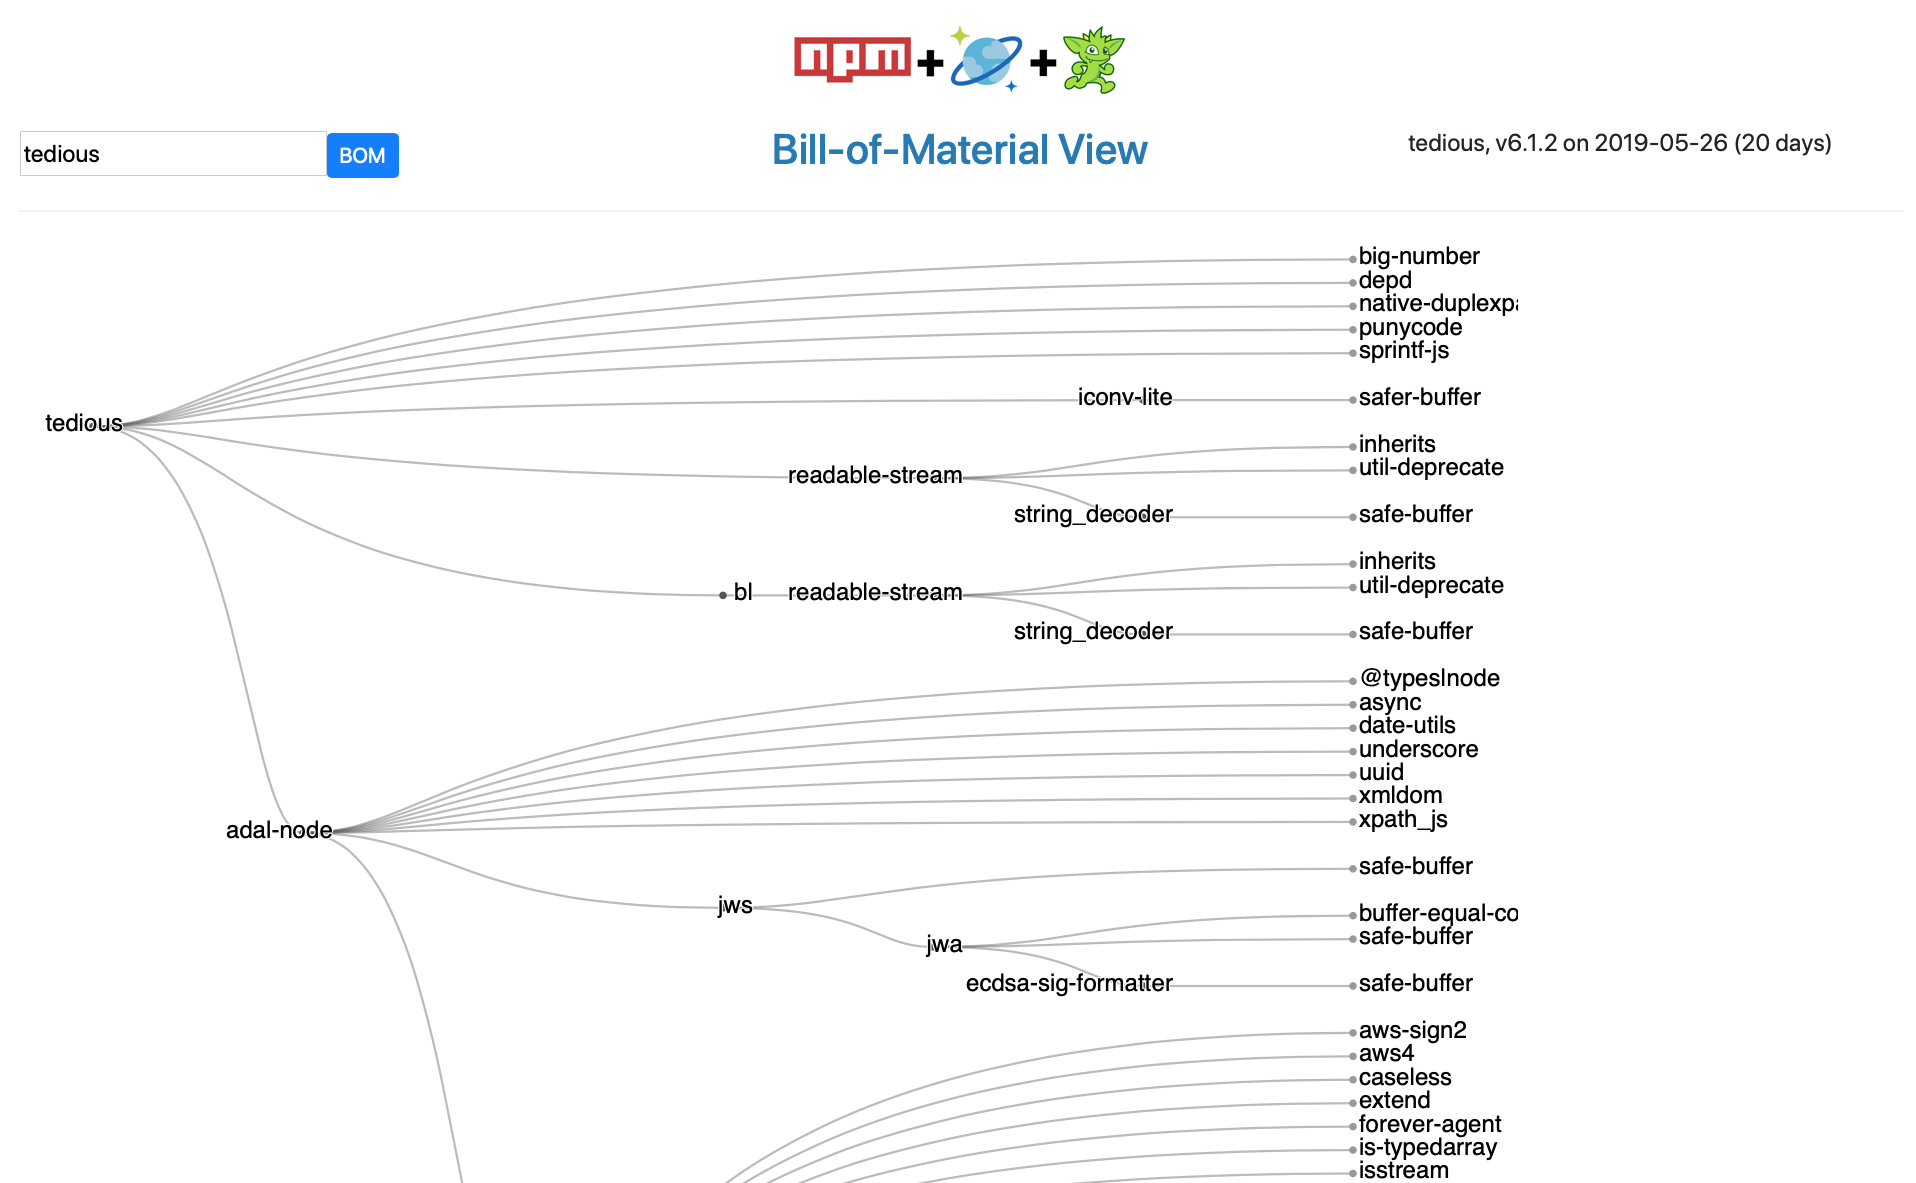 npm
tedious
BOM
Bill-of-Material View
tedious, v6.1.2 on 2019-05-26 (20 days)
big-number
depd
native-duplexpa
punycode
sprintf-js
tedious
iconv-lite
safer-buffer
inherits
readable-stream
util-deprecate
string_decoder
safe-buffer
inherits
bl
readable-stream
util-deprecate
string_decoder
safe-buffer
@types|node
async
date-utils
underscore
uuid
xmldom
xpath_js
adal-node
safe-buffer
jws
buffer-equal-co
safe-buffer
jwa
ecdsa-sig-formatter
safe-buffer
aws-sign2
aws4
caseless
extend
forever-agent
is-typedarray
isstream